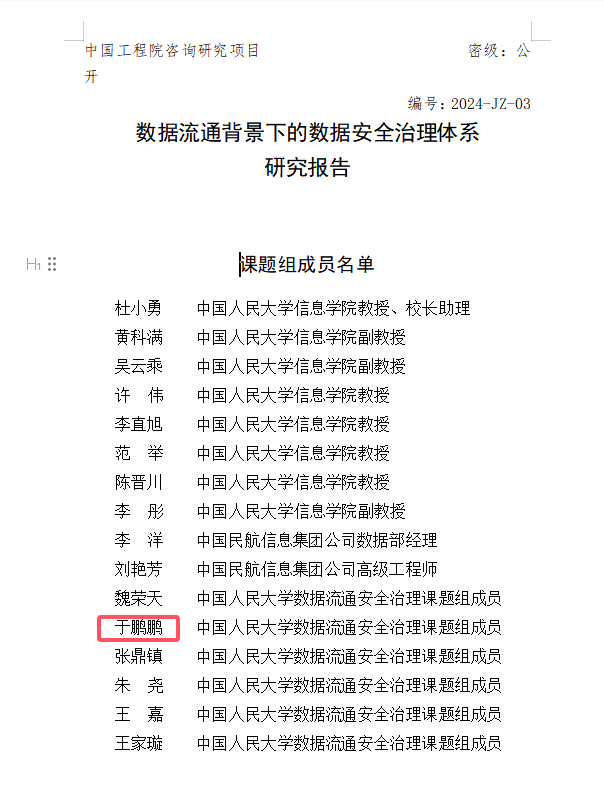 中国工程院咨询研究项目 密级：公
开
编号：2024-JZ-03
数据流通背景下的数据安全治理体系
研究报告
H1
课题组成员名单
杜小勇 中国人民大学信息学院教授、校长助理
黄科满 中国人民大学信息学院副教授
吴云乘 中国人民大学信息学院副教授
许 伟 中国人民大学信息学院教授
李直旭 中国人民大学信息学院教授
范 举 中国人民大学信息学院教授
陈晋川 中国人民大学信息学院教授
李 彤 中国人民大学信息学院副教授
李 洋 中国民航信息集团公司数据部经理
刘艳芳 中国民航信息集团公司高级工程师
魏荣天 中国人民大学数据流通安全治理课题组成员
于鹏鹏 中国人民大学数据流通安全治理课题组成员
张鼎镇 中国人民大学数据流通安全治理课题组成员
朱 尧 中国人民大学数据流通安全治理课题组成员
王 嘉 中国人民大学数据流通安全治理课题组成员
王家璇 中国人民大学数据流通安全治理课题组成员